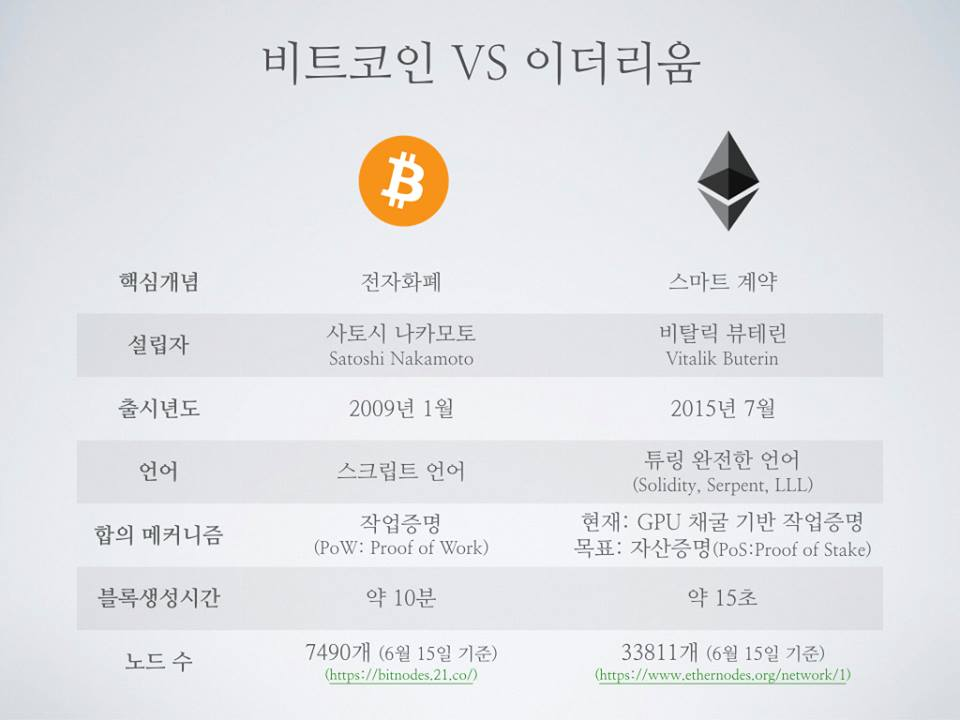 비트코인 VS 이더리움
핵심개념 전자화폐 스마트 계약
설립자 사토시 나카모토 비탈릭 뷰테린
Satoshi Nakamoto Vitalik Buterin
출시년도 2009년 1월 2015년 7월
언어 스크립트 언어 튜링 완전한 언어
(Solidity, Serpent, LLL)
합의 메커니즘 작업증명 현재: GPU 채굴 기반 작업증명
(PoW: Proof of Work) 목표: 자산증명(PoS:Proof of Stake)
블록생성시간 약 10분 약 15초
노드 수 7490개 (6월 15일 기준) 33811개 (6월 15일 기준)
(https://bitnodes.21.co/) (https://www.ethernodes.org/network/1)